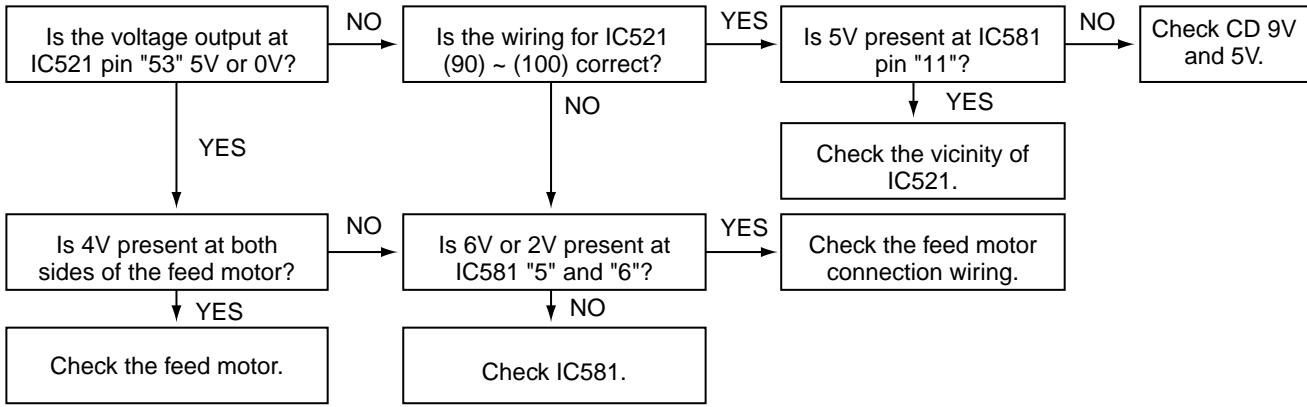 Is the voltage output at
IC521 pin "53" 5V or 0V?
NO
Is the wiring for IC521
(90) ~ (100) correct?
YES
Is 5V present at IC581
pin "11"?
NO
Check CD 9V
and 5V.
YES
NO
YES
Check the vicinity of
IC521.
Is 4V present at both
sides of the feed motor?
NO
Is 6V or 2V present at
IC581 "5" and "6"?
YES
Check the feed motor
connection wiring.
YES
NO
Check the feed motor.
Check IC581.